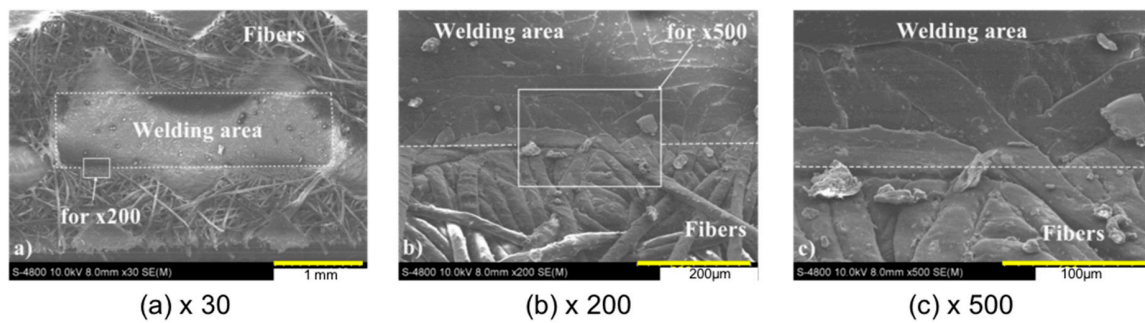 Fibers
Welding area
for x200
a)
S-4800 10.0kV 8.0mm x30 SE(M)
1 mm
(a) x 30
Welding area
for x500
Fibers
b)
S-4800 10.0kV 8.0mm x200 SE(M)
200μm
(b) x 200
Welding area
Fibers
c)
S-4800 10.0kV 8.0mm x500 SE(M)
100μm
(c) x 500